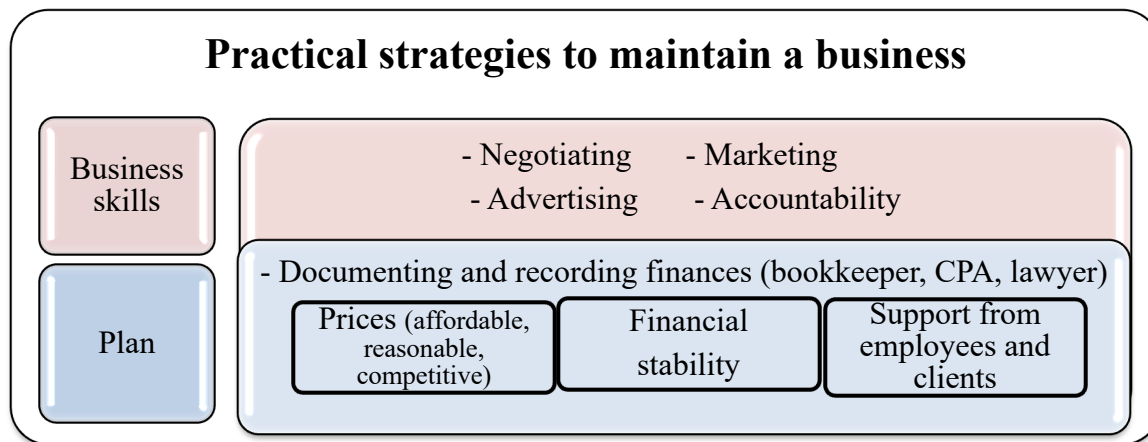 Practical strategies to maintain a business
Business
skills
- Negotiating - Marketing
- Advertising - Accountability
Plan
- Documenting and recording finances (bookkeeper, CPA, lawyer)
Prices (affordable,
reasonable,
competitive)
Financial
stability
Support from
employees and
clients